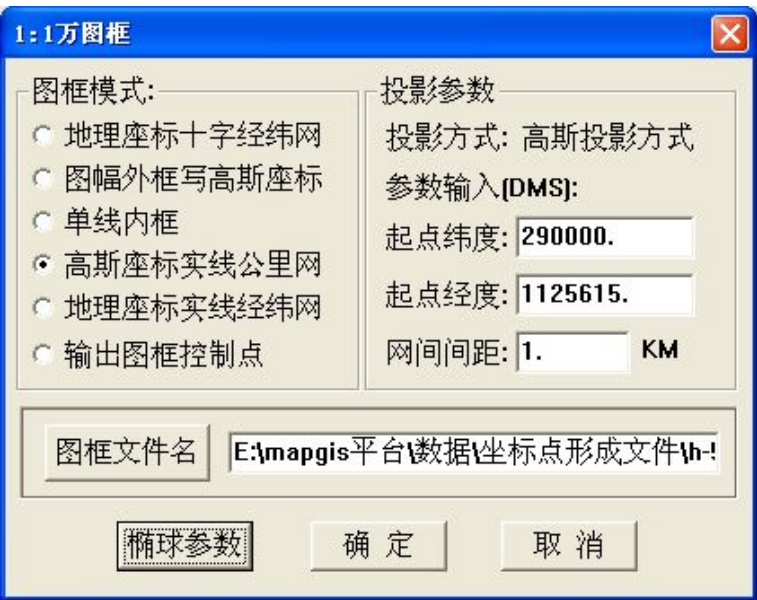 1:1万图框
图框模式:
地理座标十字经纬网
图幅外框写高斯座标
单线内框
高斯座标实线公里网
地理座标实线经纬网
输出图框控制点
投影参数
投影方式: 高斯投影方式
参数输入(DMS):
起点纬度: 290000.
起点经度: 1125615.
网间间距: 1. KM
图框文件名 E:\mapgis平台\数据\坐标点形成文件\h-
椭球参数 确 定 取 消